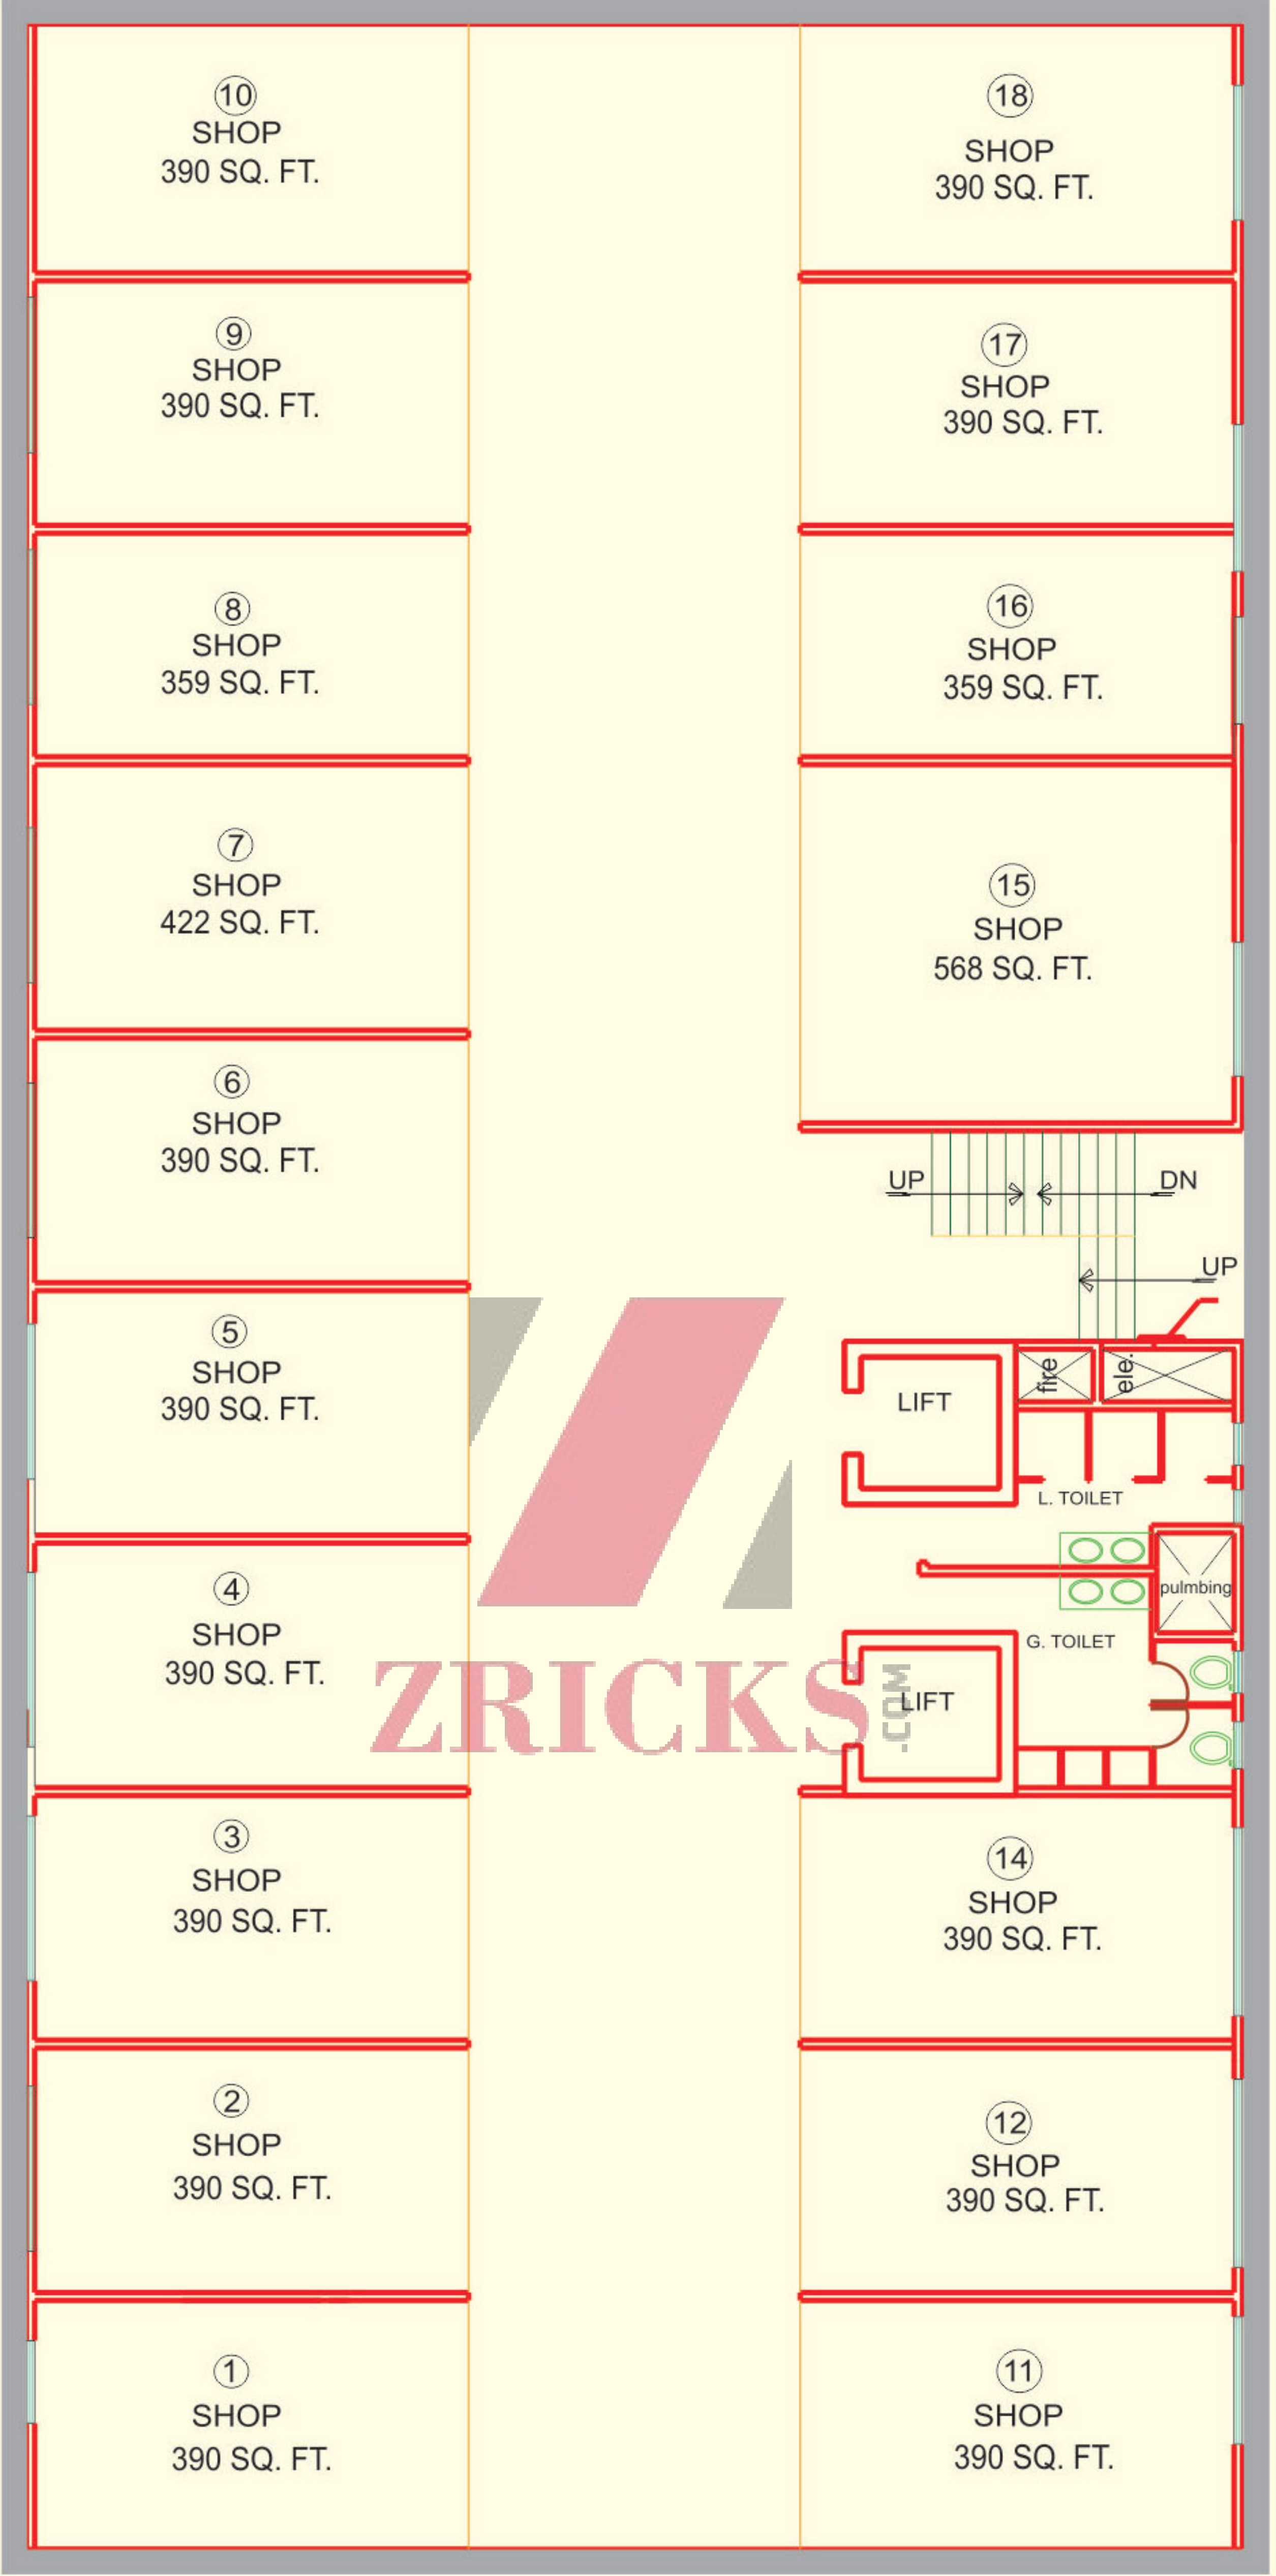 10
SHOP
390 SQ. FT.
18
SHOP
390 SQ. FT.
9
SHOP
390 SQ. FT.
17
SHOP
390 SQ. FT.
8
SHOP
359 SQ. FT.
16
SHOP
359 SQ. FT.
7
SHOP
422 SQ. FT.
15
SHOP
568 SQ. FT.
6
SHOP
390 SQ. FT.
UP
DN
UP
5
SHOP
390 SQ. FT.
LIFT
fire
ele.
L. TOILET
4
SHOP
390 SQ. FT.
pulmbing
G. TOILET
LIFT
ZRICKS.COM
3
SHOP
390 SQ. FT.
14
SHOP
390 SQ. FT.
2
SHOP
390 SQ. FT.
12
SHOP
390 SQ. FT.
1
SHOP
390 SQ. FT.
11
SHOP
390 SQ. FT.